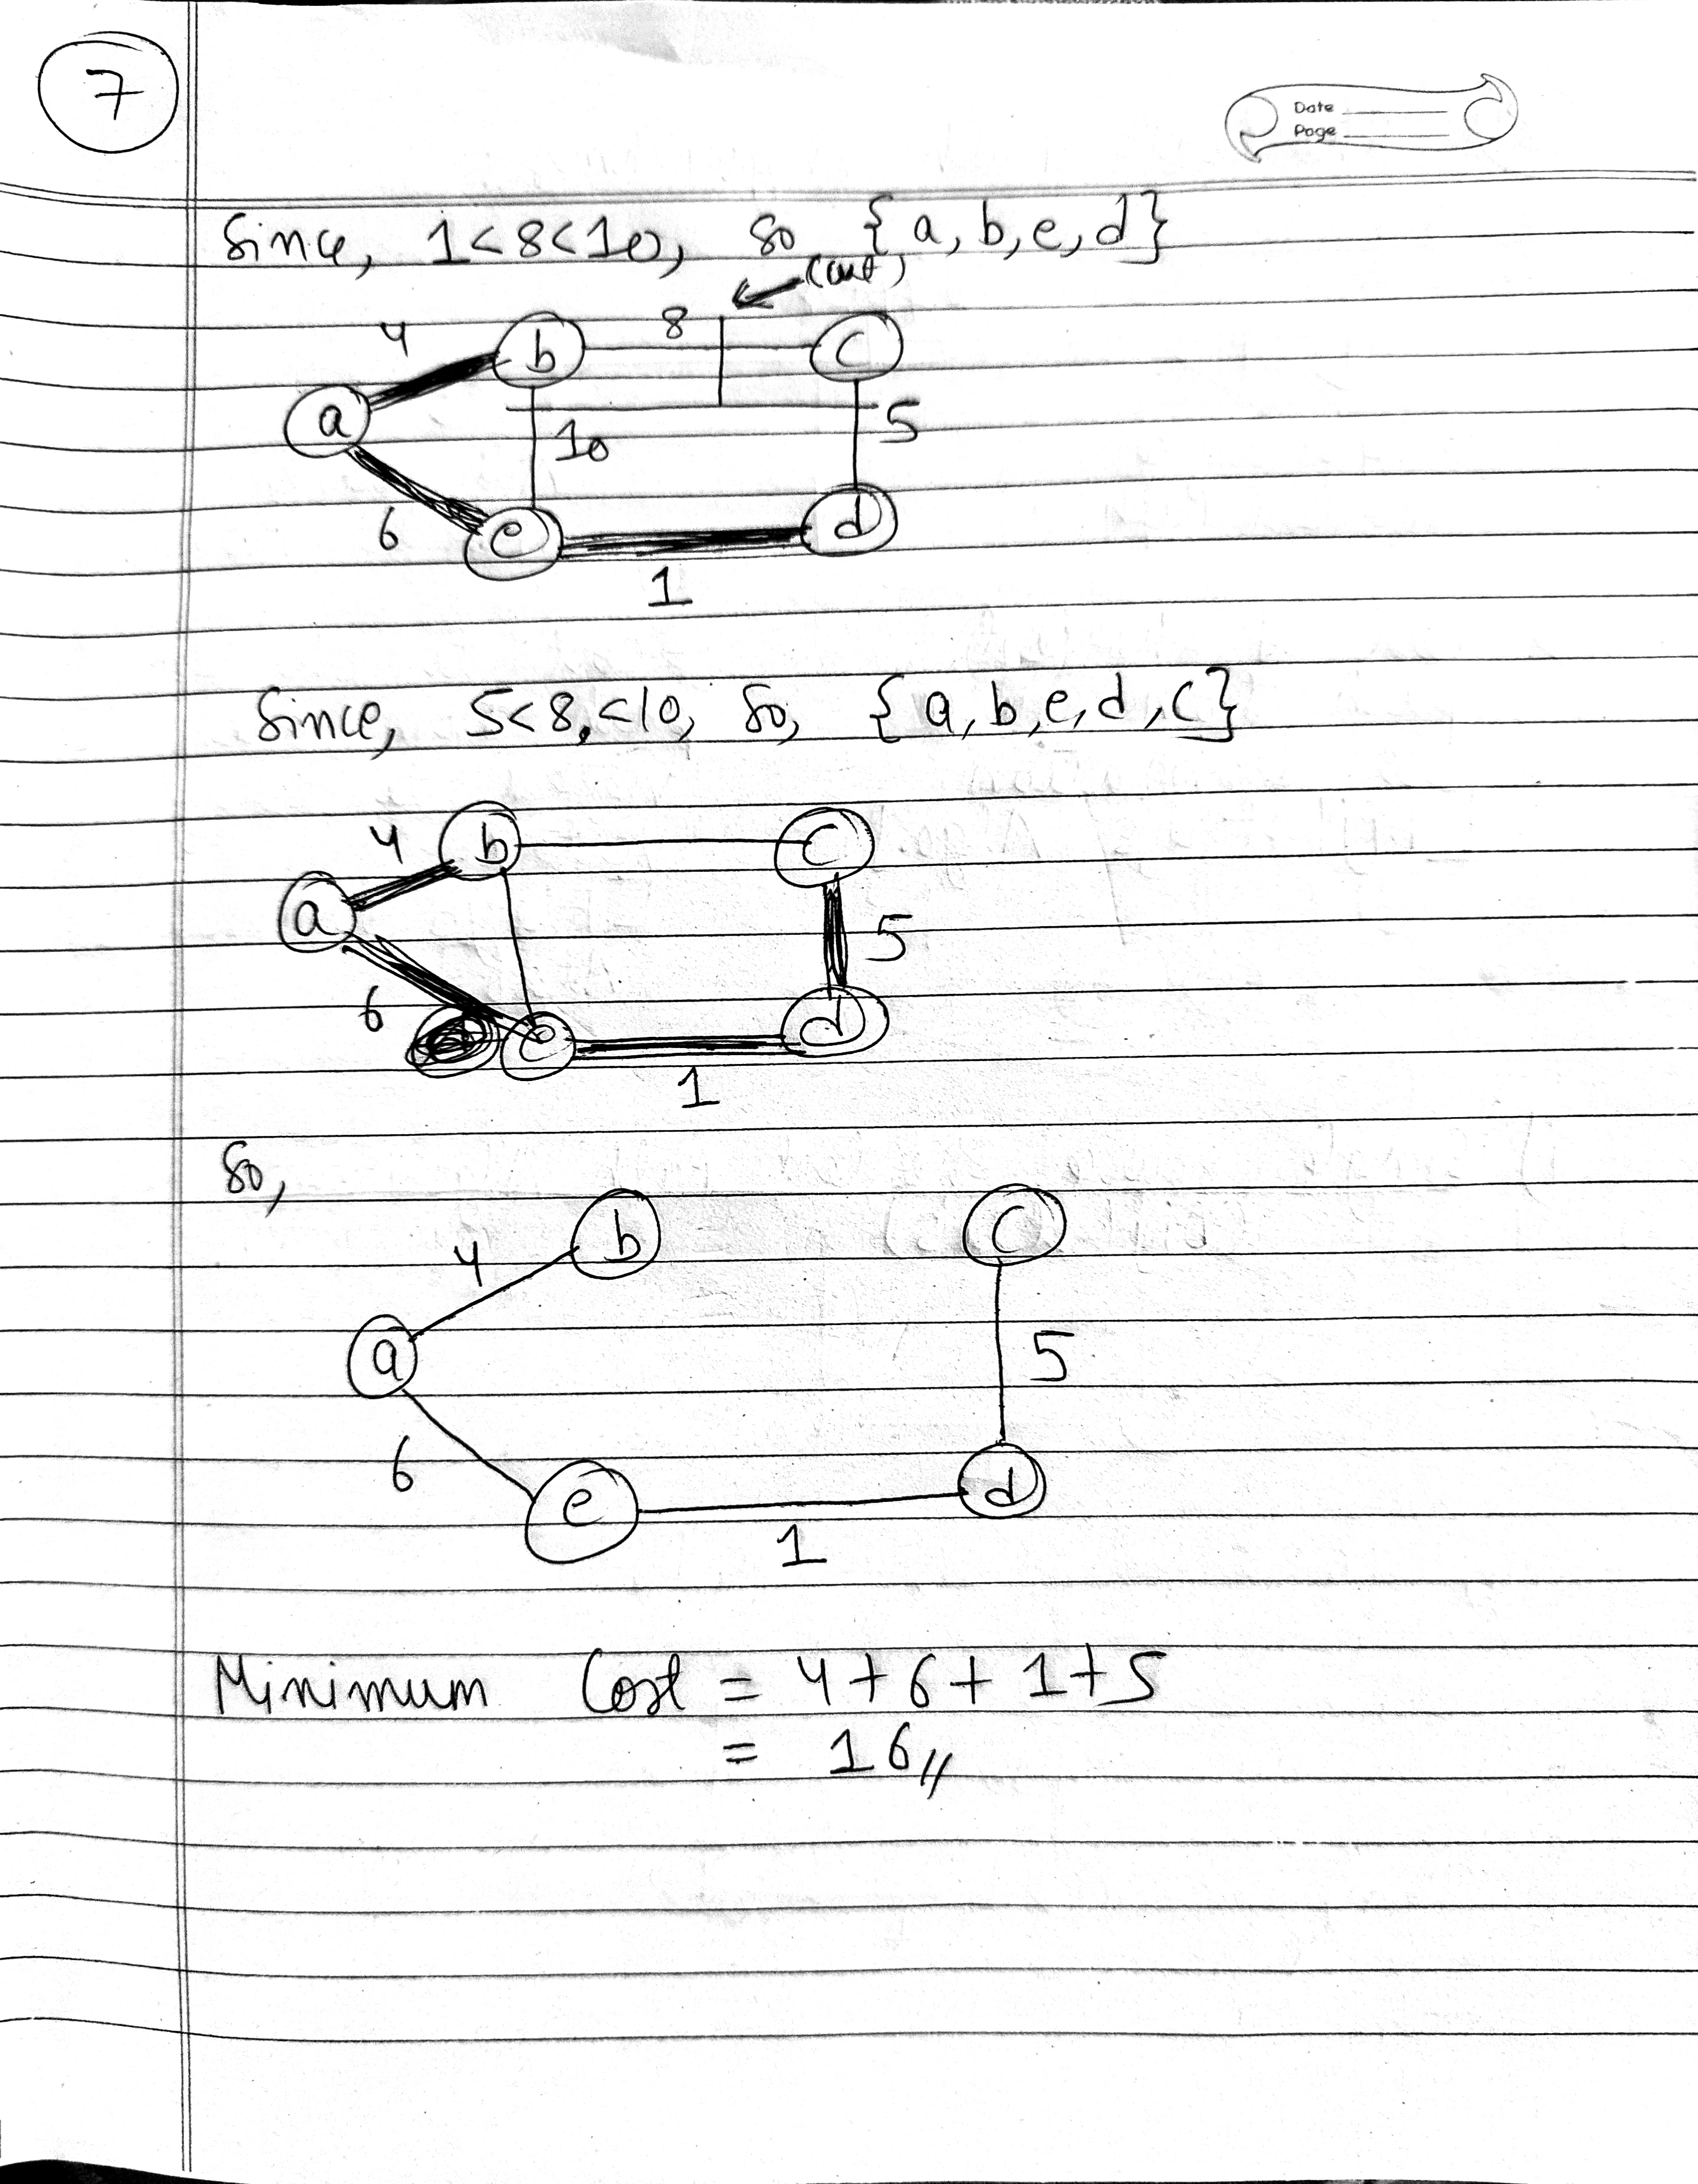 7
Date
Page
Since, 1<8<10, so {a, b, e, d}
(cut)
4 b 8 c
a 10 5
6 e d
1
Since, 5<8,<10, So, {a, b, e, d, c}
4 b c
a 5
6 e d
1
So,
b c
4
a 5
6
e d
1
Minimum Cost = 4+6+1+5
= 16//